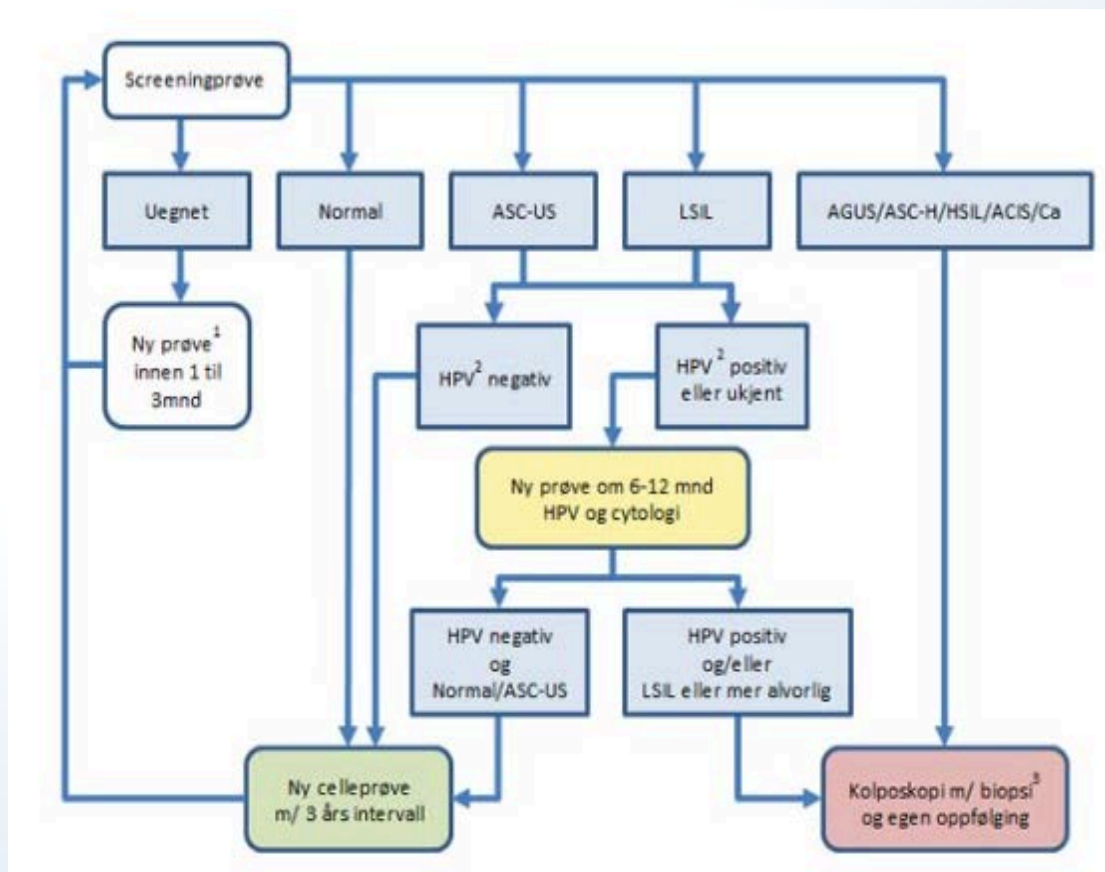 Screeningprøve
Uegnet
Normal
ASC-US
LSIL
AGUS/ASC-H/HSIL/ACIS/Ca
Ny prøve1
innen 1 til
3mnd
HPV2 negativ
HPV 2 positiv
eller ukjent
Ny prøve om 6-12 mnd
HPV og cytologi
HPV negativ
og
Normal/ASC-US
HPV positiv
og/eller
LSIL eller mer alvorlig
Ny celleprøve
m/ 3 års intervall
Kolposkopi m/ biopsi3
og egen oppfølging